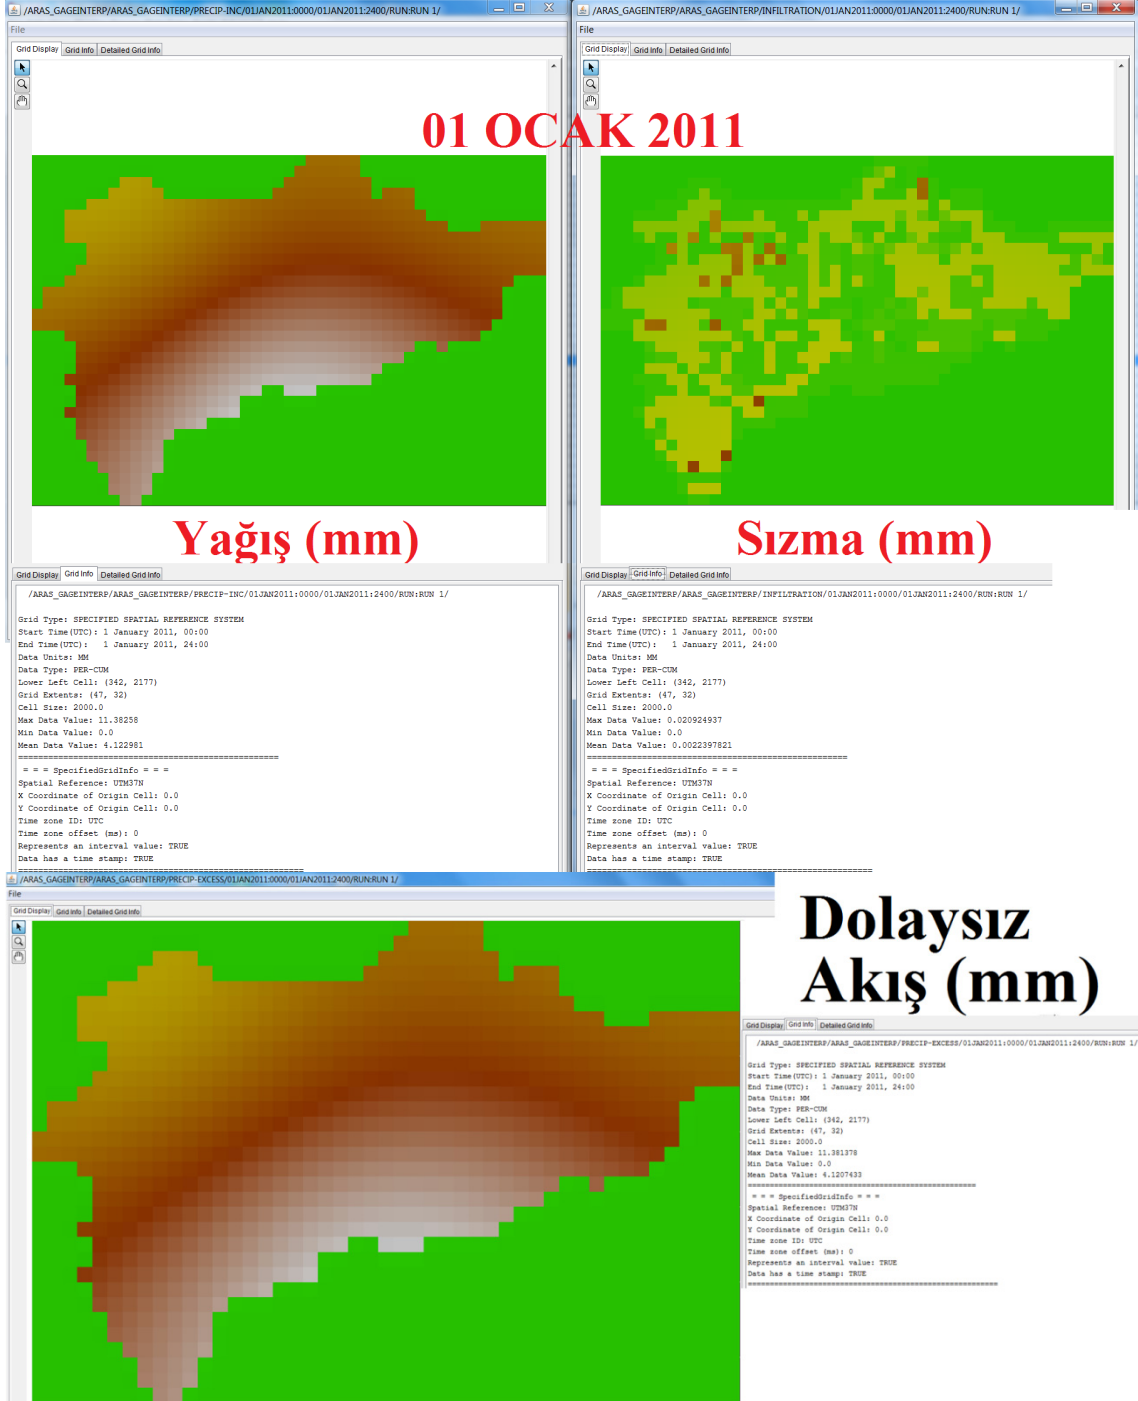 /ARAS_GAGEINTERP/ARAS_GAGEINTERP/PRECIP-INC/01JAN2011:0000/01JAN2011:2400/RUN:RUN 1/
File
Grid Display Grid Info Detailed Grid Info
/ARAS_GAGEINTERP/ARAS_GAGEINTERP/INFILTRATION/01JAN2011:0000/01JAN2011:2400/RUN:RUN 1/
File
Grid Display Grid Info Detailed Grid Info
01 OCAK 2011
Yağış (mm)
Sızma (mm)
Grid Display Grid Info Detailed Grid Info
/ARAS_GAGEINTERP/ARAS_GAGEINTERP/PRECIP-INC/01JAN2011:0000/01JAN2011:2400/RUN:RUN 1/
Grid Type: SPECIFIED SPATIAL REFERENCE SYSTEM
Start Time(UTC): 1 January 2011, 00:00
End Time(UTC): 1 January 2011, 24:00
Data Units: MM
Data Type: PER-CUM
Lower Left Cell: (342, 2177)
Grid Extents: (47, 32)
Cell Size: 2000.0
Max Data Value: 11.38258
Min Data Value: 0.0
Mean Data Value: 4.122981
= = = SpecifiedGridInfo = = =
Spatial Reference: UTM37N
X Coordinate of Origin Cell: 0.0
Y Coordinate of Origin Cell: 0.0
Time zone ID: UTC
Time zone offset (ms): 0
Represents an interval value: TRUE
Data has a time stamp: TRUE
Grid Display Grid Info Detailed Grid Info
/ARAS_GAGEINTERP/ARAS_GAGEINTERP/INFILTRATION/01JAN2011:0000/01JAN2011:2400/RUN:RUN 1/
Grid Type: SPECIFIED SPATIAL REFERENCE SYSTEM
Start Time(UTC): 1 January 2011, 00:00
End Time(UTC): 1 January 2011, 24:00
Data Units: MM
Data Type: PER-CUM
Lower Left Cell: (342, 2177)
Grid Extents: (47, 32)
Cell Size: 2000.0
Max Data Value: 0.020924937
Min Data Value: 0.0
Mean Data Value: 0.0022397821
= = = SpecifiedGridInfo = = =
Spatial Reference: UTM37N
X Coordinate of Origin Cell: 0.0
Y Coordinate of Origin Cell: 0.0
Time zone ID: UTC
Time zone offset (ms): 0
Represents an interval value: TRUE
Data has a time stamp: TRUE
/ARAS_GAGEINTERP/ARAS_GAGEINTERP/PRECIP-EXCESS/01JAN2011:0000/01JAN2011:2400/RUN:RUN 1/
File
Grid Display Grid Info Detailed Grid Info
Dolaysız
Akış (mm)
Grid Display Grid Info Detailed Grid Info
/ARAS_GAGEINTERP/ARAS_GAGEINTERP/PRECIP-EXCESS/01JAN2011:0000/01JAN2011:2400/RUN:RUN 1/
Grid Type: SPECIFIED SPATIAL REFERENCE SYSTEM
Start Time(UTC): 1 January 2011, 00:00
End Time(UTC): 1 January 2011, 24:00
Data Units: MM
Data Type: PER-CUM
Lower Left Cell: (342, 2177)
Grid Extents: (47, 32)
Cell Size: 2000.0
Max Data Value: 11.381378
Min Data Value: 0.0
Mean Data Value: 4.1207433
= = = SpecifiedGridInfo = = =
Spatial Reference: UTM37N
X Coordinate of Origin Cell: 0.0
Y Coordinate of Origin Cell: 0.0
Time zone ID: UTC
Time zone offset (ms): 0
Represents an interval value: TRUE
Data has a time stamp: TRUE